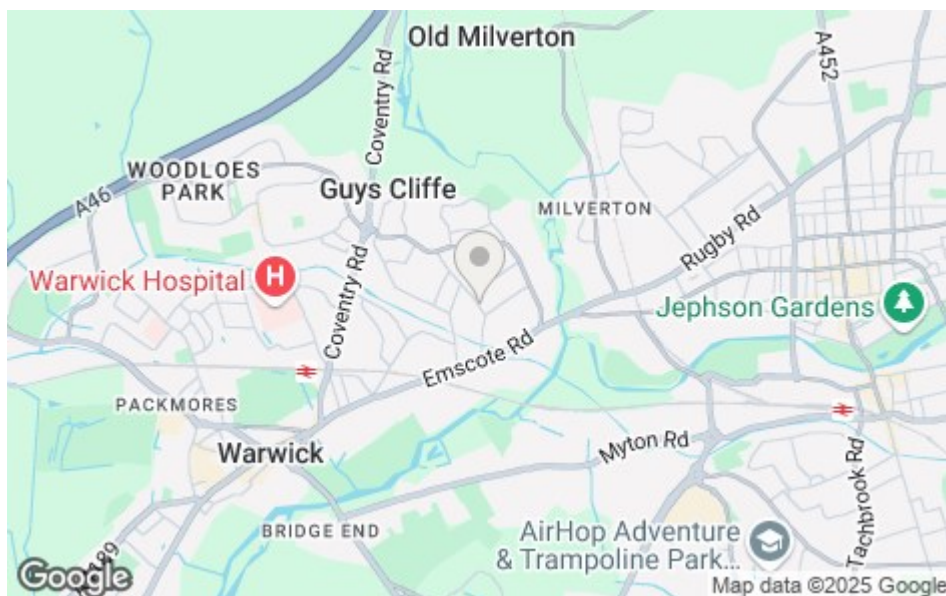 Old Milverton
A452
Coventry Rd
WOODLOES
PARK
A46
Guys Cliffe
MILVERTON
Rugby Rd
Warwick Hospital
H
Coventry Rd
Jephson Gardens
Emscote Rd
PACKMORES
Warwick
Myton Rd
Tachbrook Rd
BRIDGE END
AirHop Adventure
& Trampoline Park...
Google
Map data ©2025 Google